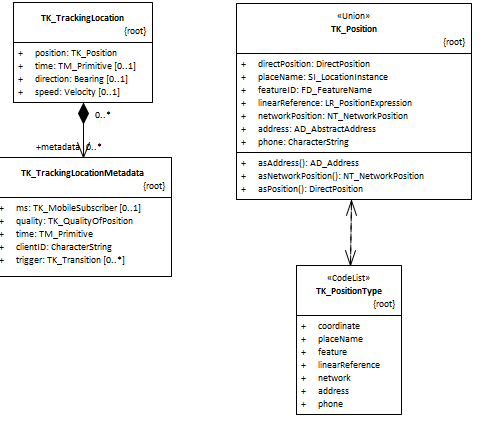 TK_TrackingLocation
{root}
+ position: TK_Position
+ time: TM_Primitive [0..1]
+ direction: Bearing [0..1]
+ speed: Velocity [0..1]
0..*
+metadata 0..*
TK_TrackingLocationMetadata
{root}
+ ms: TK_MobileSubscriber [0..1]
+ quality: TK_QualityOfPosition
+ time: TM_Primitive
+ clientID: CharacterString
+ trigger: TK_Transition [0..*]
«Union»
TK_Position
{root}
+ directPosition: DirectPosition
+ placeName: SI_LocationInstance
+ featureID: FD_FeatureName
+ linearReference: LR_PositionExpression
+ networkPosition: NT_NetworkPosition
+ address: AD_AbstractAddress
+ phone: CharacterString
+ asAddress(): AD_Address
+ asNetworkPosition(): NT_NetworkPosition
+ asPosition(): DirectPosition
«CodeList»
TK_PositionType
{root}
+ coordinate
+ placeName
+ feature
+ linearReference
+ network
+ address
+ phone